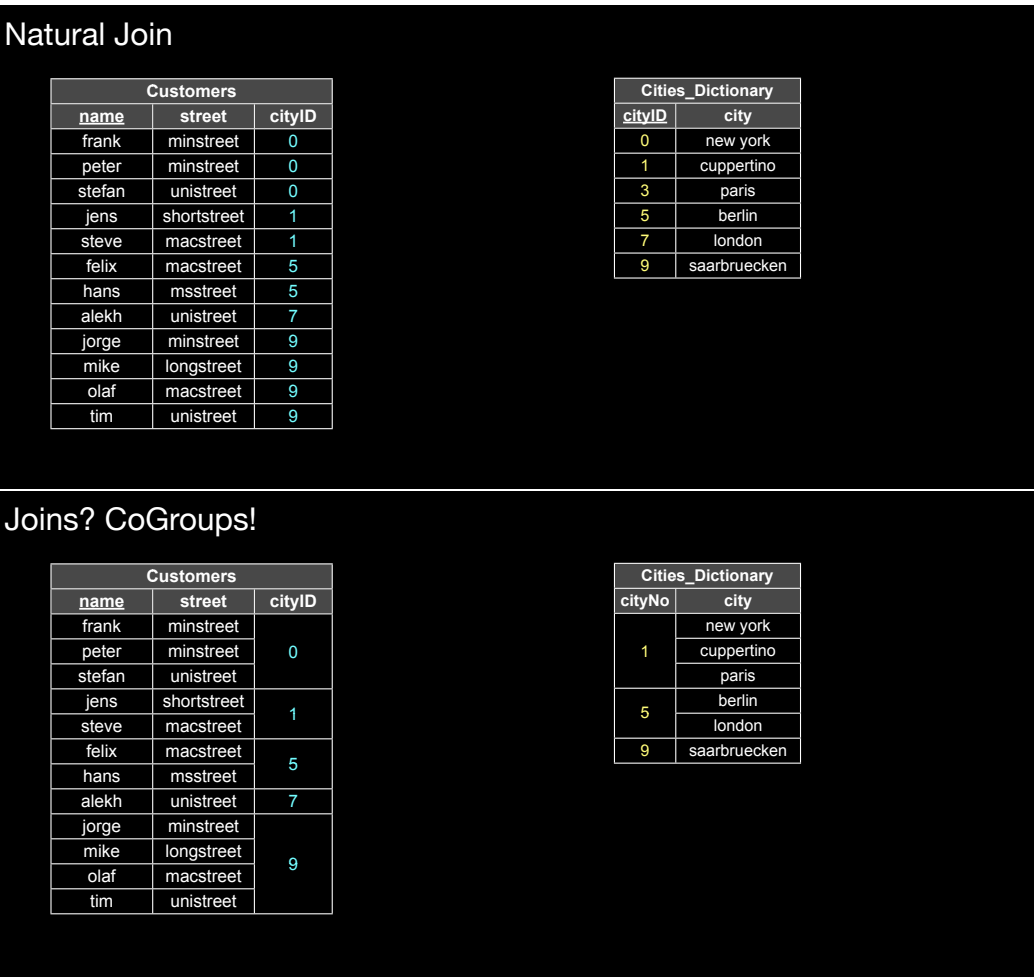 Natural Join
Customers
name street cityID
frank minstreet 0
peter minstreet 0
stefan unistreet 0
jens shortstreet 1
steve macstreet 1
felix macstreet 5
hans msstreet 5
alekh unistreet 7
jorge minstreet 9
mike longstreet 9
olaf macstreet 9
tim unistreet 9
Cities_Dictionary
cityID city
0 new york
1 cuppertino
3 paris
5 berlin
7 london
9 saarbruecken
Joins? CoGroups!
Customers
name street cityID
frank minstreet
peter minstreet 0
stefan unistreet
jens shortstreet 1
steve macstreet
felix macstreet 5
hans msstreet
alekh unistreet 7
jorge minstreet
mike longstreet 9
olaf macstreet
tim unistreet
Cities_Dictionary
cityNo city
new york
1 cuppertino
paris
5 berlin
london
9 saarbruecken